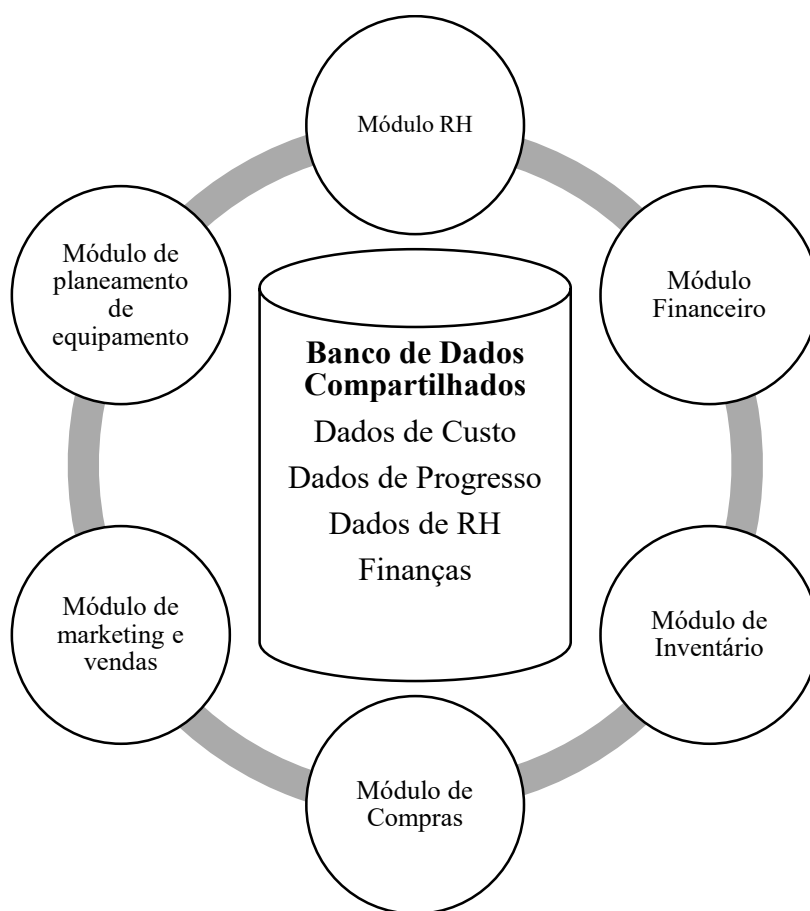 Módulo RH
Módulo de
planeamento
de
equipamento
Módulo
Financeiro
Banco de Dados
Compartilhados
Dados de Custo
Dados de Progresso
Dados de RH
Finanças
Módulo de
marketing e
vendas
Módulo de
Inventário
Módulo de
Compras